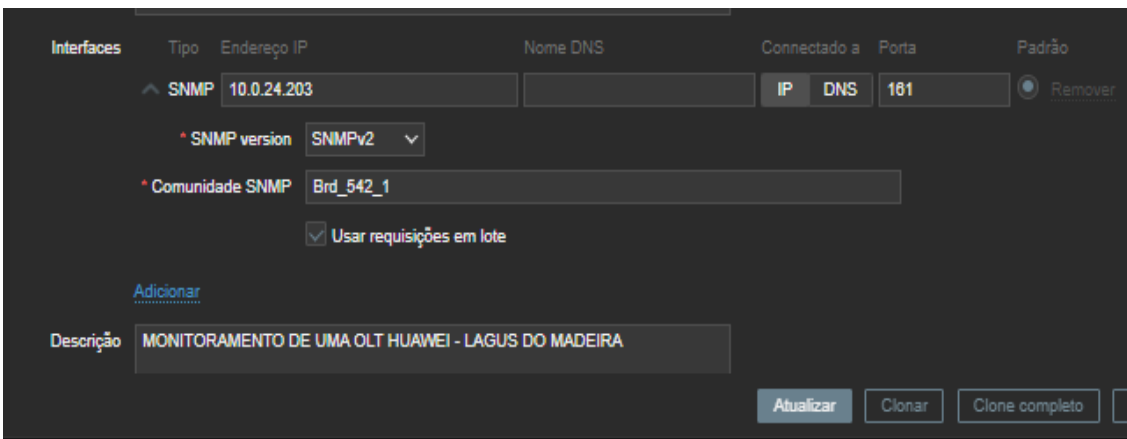 Interfaces Tipo Endereço IP Nome DNS Connectado a Porta Padrão
SNMP 10.0.24.203 IP DNS 161 Remover
* SNMP version SNMPv2
* Comunidade SNMP Brd_542_1
Usar requisições em lote
Adicionar
Descrição MONITORAMENTO DE UMA OLT HUAWEI - LAGUS DO MADEIRA
Atualizar Clonar Clone completo